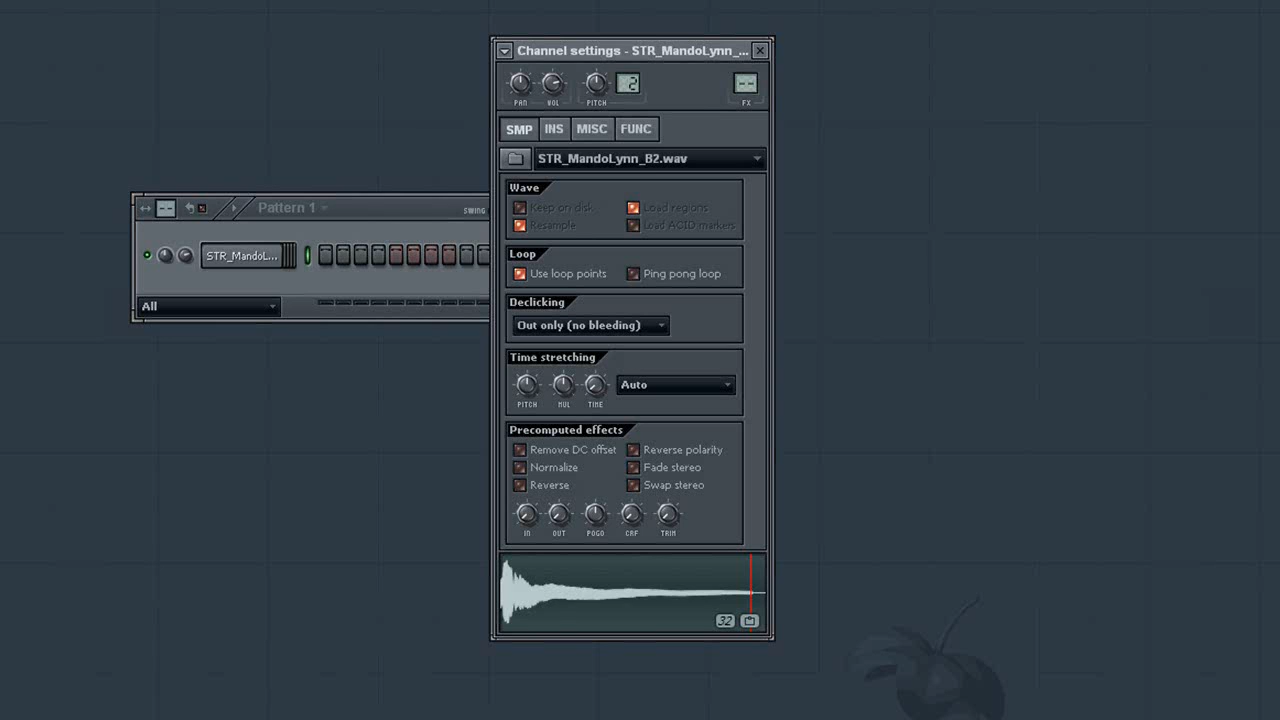 Channel settings - STR_MandoLynn_...
PAN VOL PITCH 2 -- FX
SMP INS MISC FUNC
STR_MandoLynn_B2.wav
Wave
Keep on disk Load regions
Resample Load ACID markers
Loop
Use loop points Ping pong loop
Declicking
Out only (no bleeding)
Time stretching
Auto
PITCH MUL TIME
Precomputed effects
Remove DC offset Reverse polarity
Normalize Fade stereo
Reverse Swap stereo
IN OUT POGO CRF TRIM
32
-- Pattern 1 SWING
STR_MandoL...
All